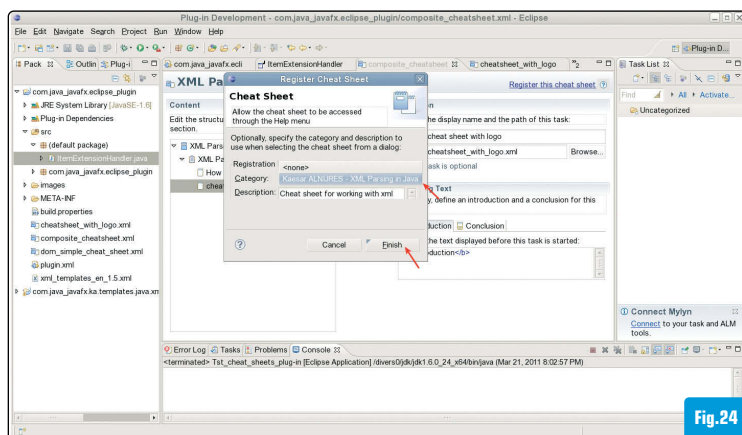 Plug-in Development - com.java_javafx.eclipse_plugin/composite_cheatsheet.xml - Eclipse
File Edit Navigate Search Project Run Window Help
Plug-in D...
Pack Outline Plug-i
com.java_javafx.ecli
ItemExtensionHandler
composite_cheatsheet
cheatsheet_with_logo
2
Task List
com.java_javafx.eclipse_plugin
JRE System Library [JavaSE-1.6]
Plug-in Dependencies
src
(default package)
ItemExtensionHandler.java
com.java_javafx.eclipse_plugin
images
META-INF
build.properties
cheatsheet_with_logo.xml
composite_cheatsheet.xml
dom_simple_cheat_sheet.xml
plugin.xml
xml_templates_en_1.5.xml
com.java_javafx.ka.templates.java.xm
XML Pa
Register this cheat sheet
Content
Edit the structu
section.
XML Pars
XML Pa
How
cheat
Register Cheat Sheet
Cheat Sheet
Allow the cheat sheet to be accessed
through the Help menu
Optionally, specify the category and description to
use when selecting the cheat sheet from a dialog:
Registration <none>
Category: Kaesar ALNIJRES - XML Parsing in Java
Description: Cheat sheet for working with xml
? Cancel Finish
on
he display name and the path of this task:
cheat sheet with logo
cheatsheet_with_logo.xml Browse...
ask is optional
y Text
y, define an introduction and a conclusion for this
duction Conclusion
he text displayed before this task is started:
oduction</b>
Find All Activate...
Uncategorized
Connect Mylyn
Connect to your task and ALM
tools.
Error Log Tasks Problems Console
<terminated> Tst_cheat_sheets_plug-in [Eclipse Application] /divers0/jdk/jdk1.6.0_24_x64/bin/java (Mar 21, 2011 8:02:57 PM)
Fig.24